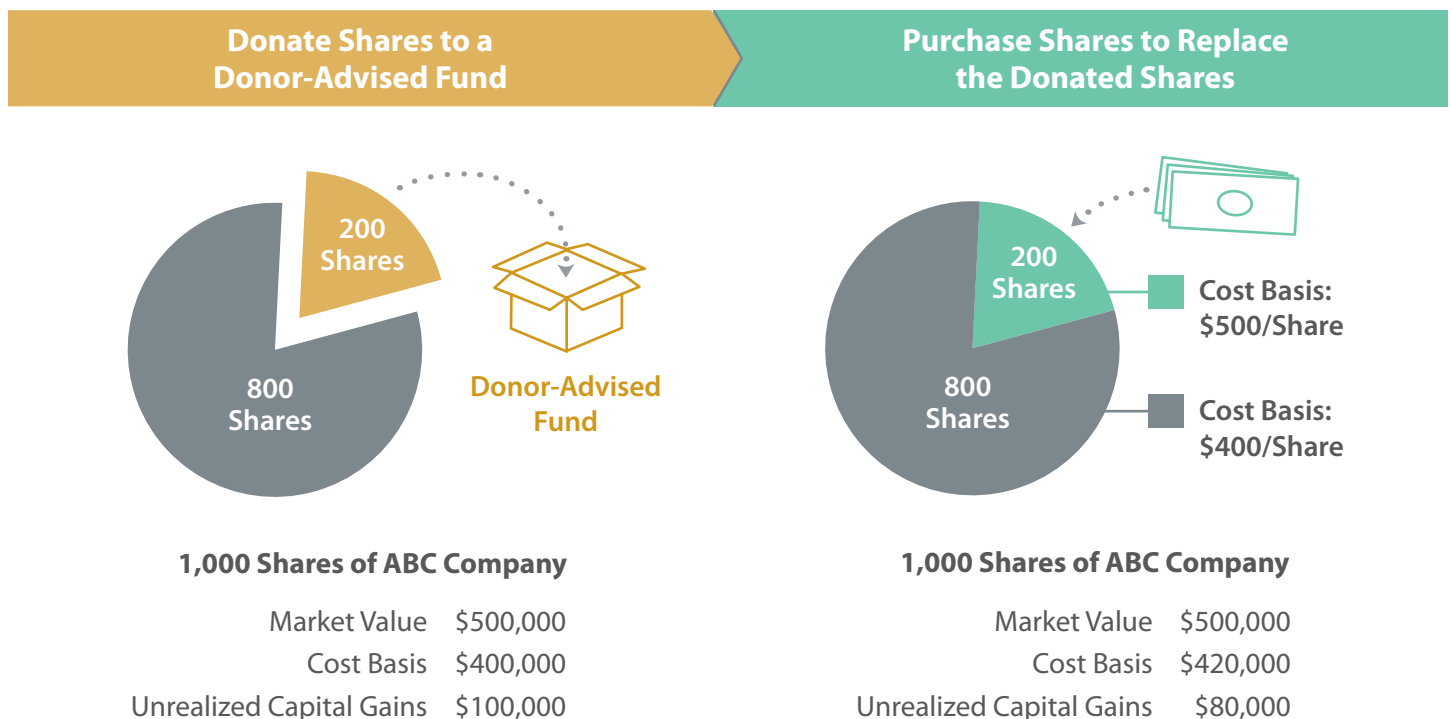 Donate Shares to a
Donor-Advised Fund
Purchase Shares to Replace
the Donated Shares
200
Shares
800
Shares
Donor-Advised
Fund
1,000 Shares of ABC Company
Market Value $500,000
Cost Basis $400,000
Unrealized Capital Gains $100,000
200
Shares
800
Shares
Cost Basis:
$500/Share
Cost Basis:
$400/Share
1,000 Shares of ABC Company
Market Value $500,000
Cost Basis $420,000
Unrealized Capital Gains $80,000